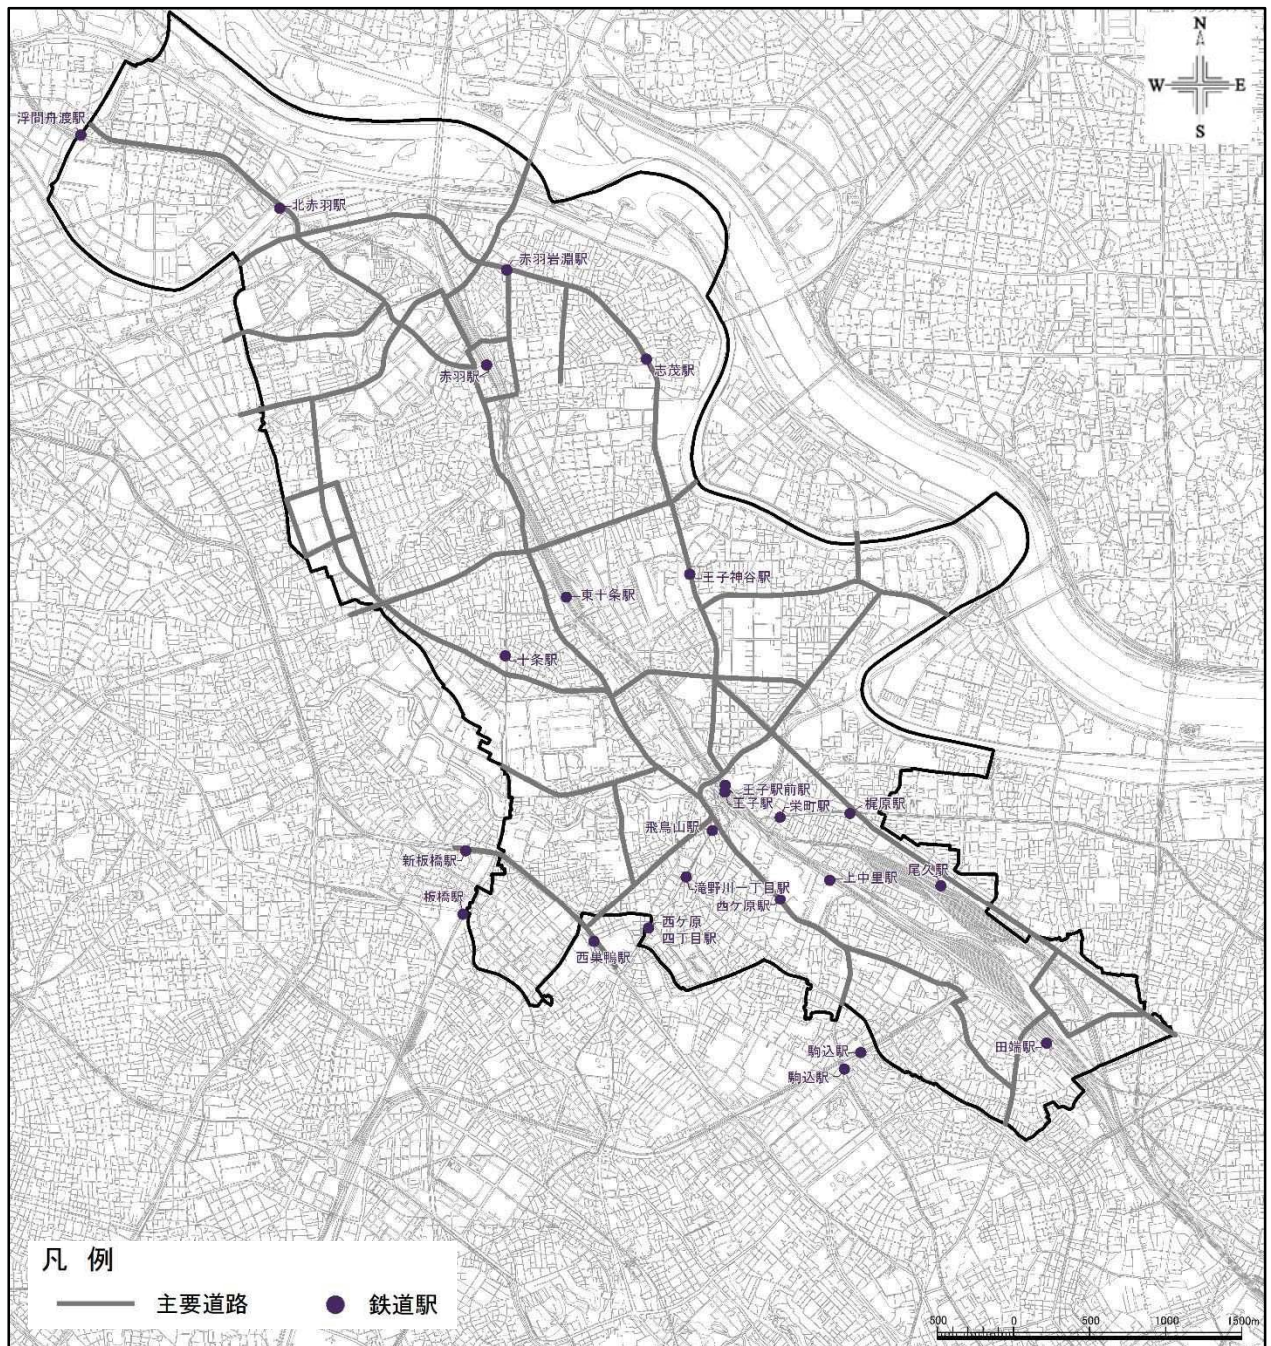 N
W E
S
浮間舟渡駅
北赤羽駅
赤羽岩淵駅
赤羽駅
志茂駅
王子神谷駅
東十条駅
十条駅
王子駅前駅
王子駅
栄町駅
梶原駅
飛鳥山駅
新板橋駅
板橋駅
滝野川一丁目駅
西ケ原駅
上中里駅
尾久駅
西ケ原
四丁目駅
西巣鴨駅
駒込駅
駒込駅
田端駅
凡 例
主要道路
鉄道駅
500 0 500 1000 1500m